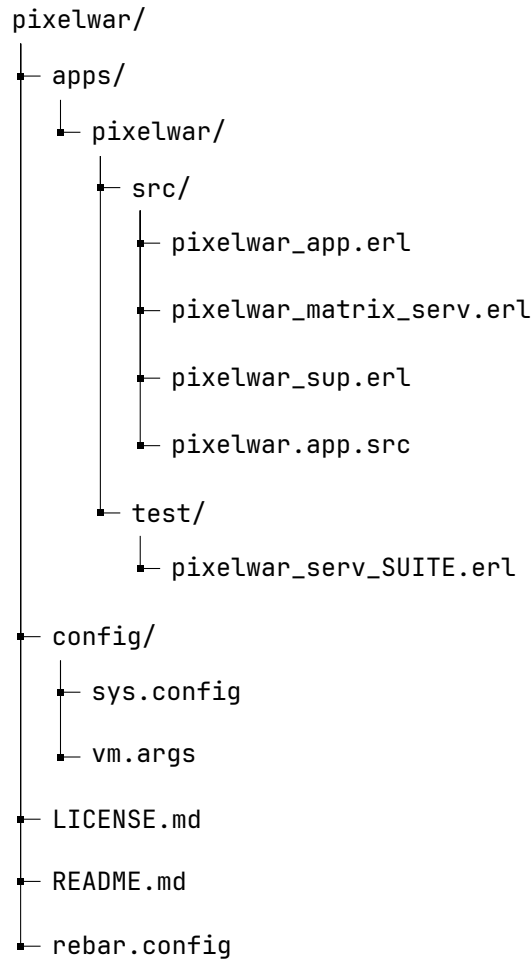 pixelwar/
apps/
pixelwar/
src/
pixelwar_app.erl
pixelwar_matrix_serv.erl
pixelwar_sup.erl
pixelwar.app.src
test/
pixelwar_serv_SUITE.erl
config/
sys.config
vm.args
LICENSE.md
README.md
rebar.config